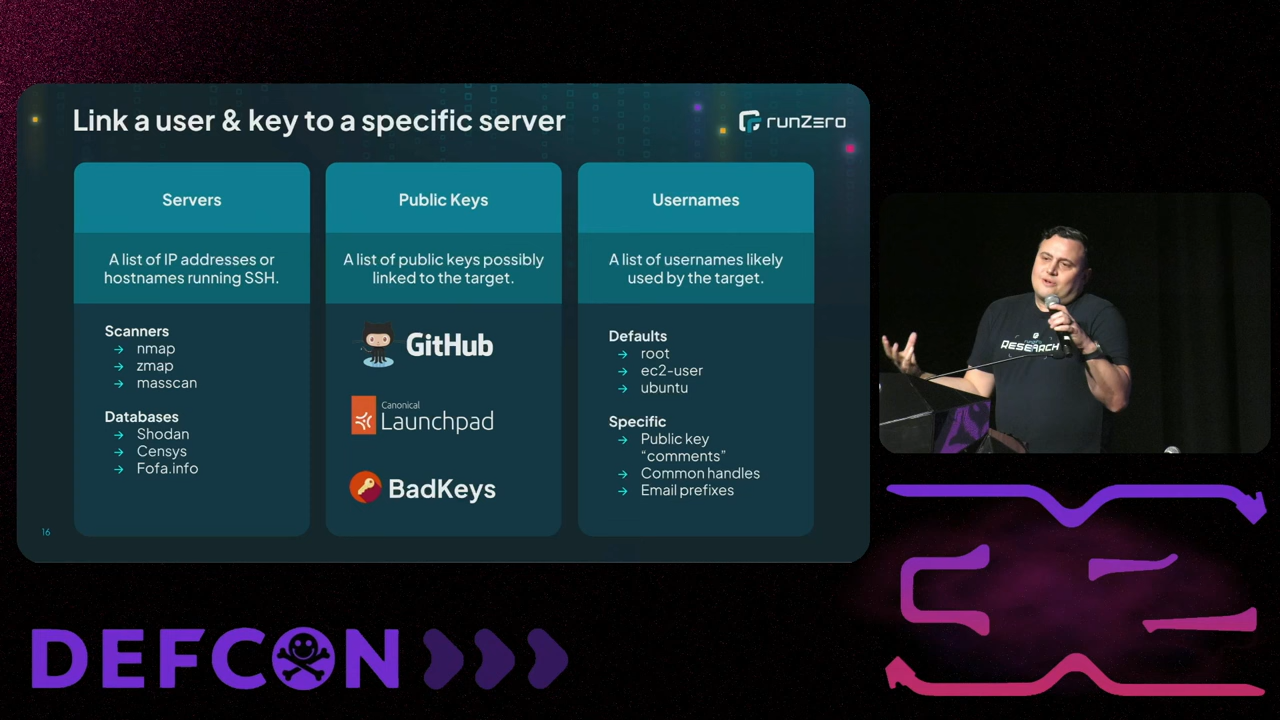 Link a user & key to a specific server
runZero
Servers
A list of IP addresses or
hostnames running SSH.
Scanners
→ nmap
→ zmap
→ masscan
Databases
→ Shodan
→ Censys
→ Fofa.info
Public Keys
A list of public keys possibly
linked to the target.
GitHub
Canonical
Launchpad
BadKeys
Usernames
A list of usernames likely
used by the target.
Defaults
→ root
→ ec2-user
→ ubuntu
Specific
→ Public key
“comments”
→ Common handles
→ Email prefixes
16
RESEARCH
DEFCON